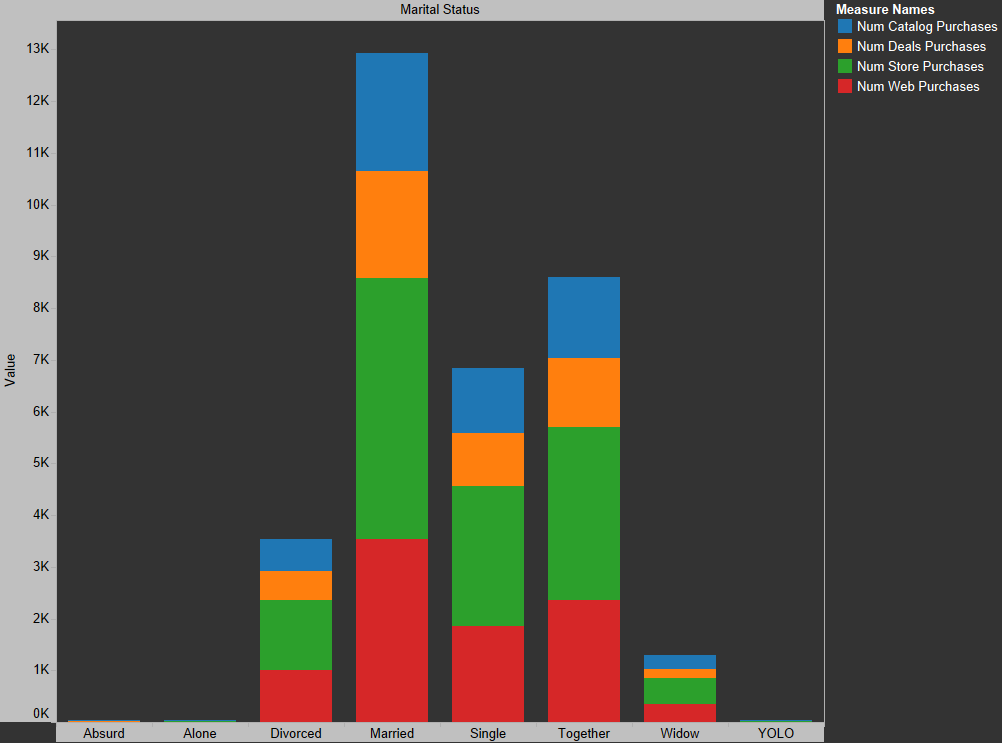 Marital Status
Measure Names
Num Catalog Purchases
Num Deals Purchases
Num Store Purchases
Num Web Purchases
Value
13K
12K
11K
10K
9K
8K
7K
6K
5K
4K
3K
2K
1K
0K
Absurd Alone Divorced Married Single Together Widow YOLO